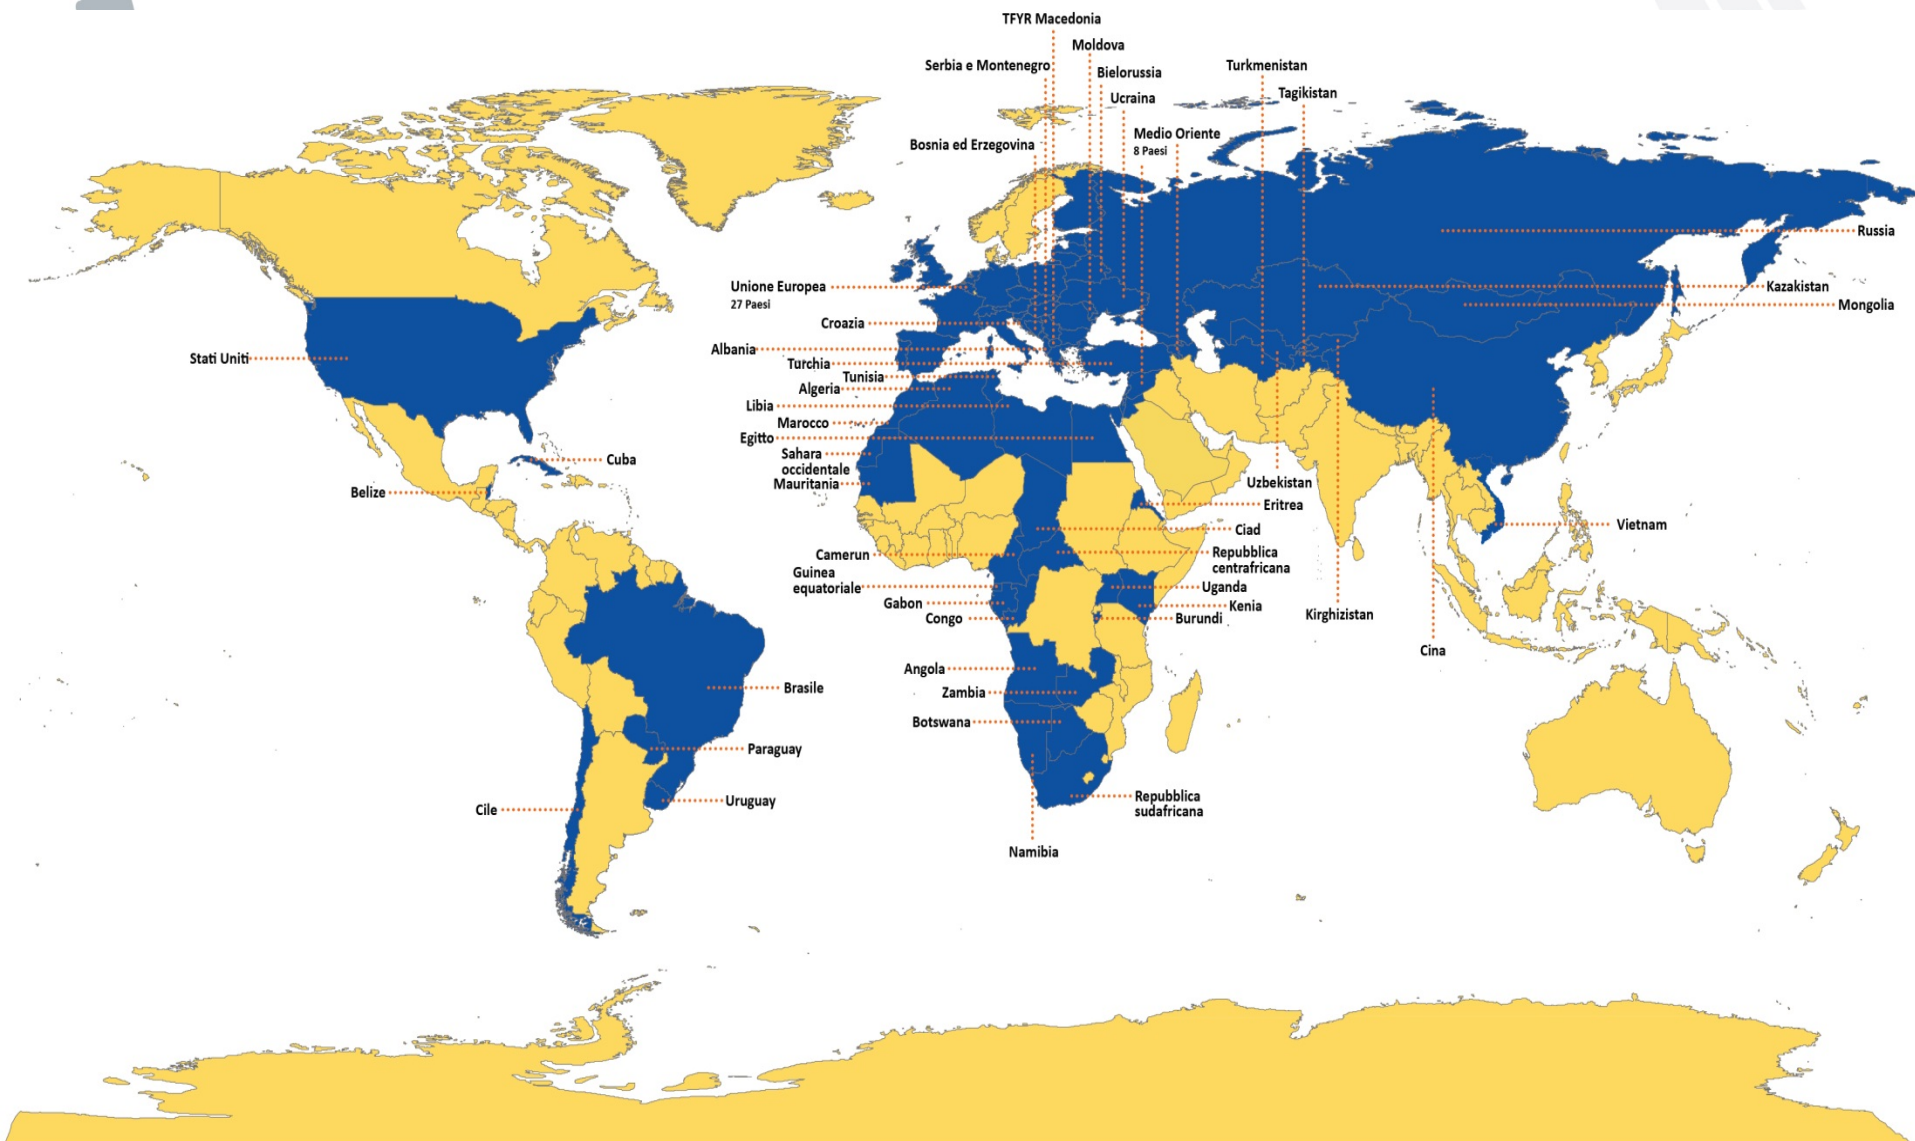 TFYR Macedonia
Moldova
Serbia e Montenegro
Bielorussia
Turkmenistan
Tagikistan
Ucraina
Medio Oriente
8 Paesi
Bosnia ed Erzegovina
Russia
Unione Europea
27 Paesi
Kazakistan
Mongolia
Croazia
Albania
Stati Uniti
Turchia
Tunisia
Algeria
Libia
Marocco
Egitto
Sahara
occidentale
Mauritania
Cuba
Belize
Uzbekistan
Eritrea
Vietnam
Ciad
Camerun
Repubblica
centrafricana
Guinea
equatoriale
Uganda
Gabon
Kenia
Congo
Burundi
Kirghizistan
Cina
Angola
Brasile
Zambia
Botswana
Paraguay
Uruguay
Cile
Repubblica
sudafricana
Namibia